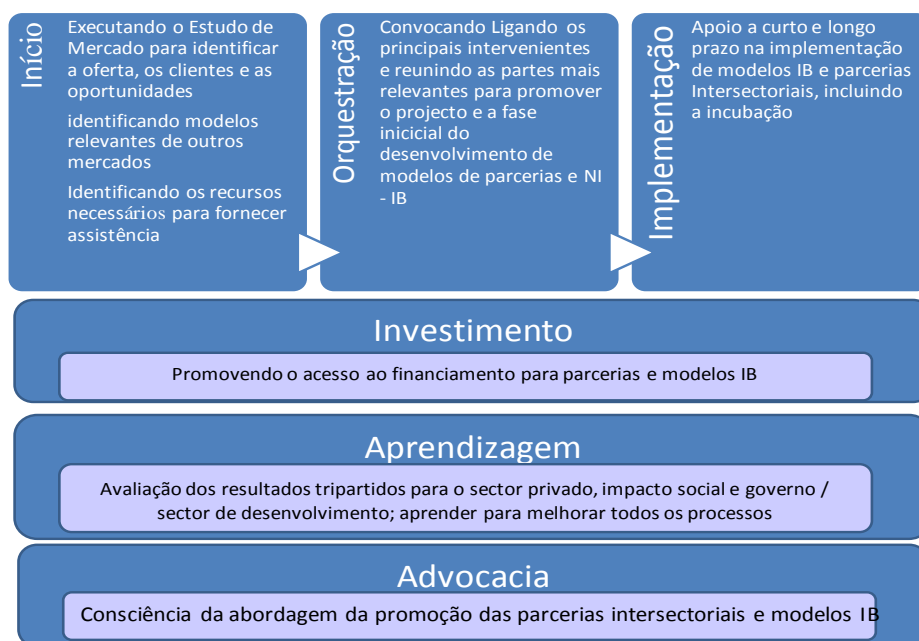 Início
Executando o Estudo de
Mercado para identificar
a oferta, os clientes e as
oportunidades
identificando modelos
relevantes de outros
mercados
Identificando os recursos
necessários para fornecer
assistência
Orquestração
Convocando Ligando os
principais intervenientes
e reunindo as partes mais
relevantes para promover
o projecto e a fase
inicicial do
desenvolvimento de
modelos de parcerias e NI
- IB
Implementação
Apoio a curto e longo
prazo na implementação
de modelos IB e parcerias
Intersectoriais, incluindo
a incubação
Investimento
Promovendo o acesso ao financiamento para parcerias e modelos IB
Aprendizagem
Avaliação dos resultados tripartidos para o sector privado, impacto social e governo /
sector de desenvolvimento; aprender para melhorar todos os processos
Advocacia
Consciência da abordagem da promoção das parcerias intersectoriais e modelos IB